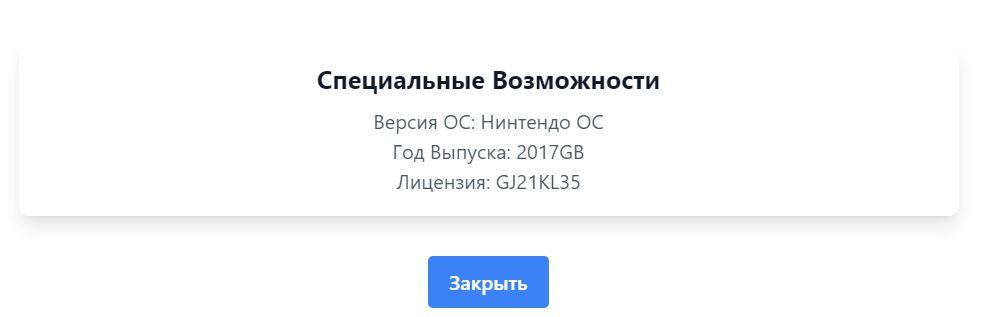 Специальные Возможности
Версия ОС: Нинтендо ОС
Год Выпуска: 2017GB
Лицензия: GJ21KL35
Закрыть